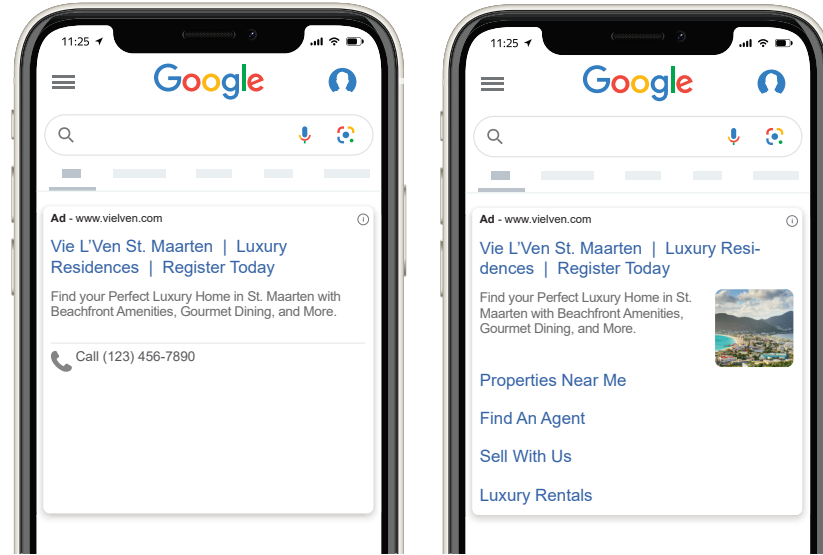 11:25
Google
Ad - www.vielven.com
Vie L'Ven St. Maarten | Luxury
Residences | Register Today
Find your Perfect Luxury Home in St. Maarten with
Beachfront Amenities, Gourmet Dining, and More.
Call (123) 456-7890
11:25
Google
Ad - www.vielven.com
Vie L'Ven St. Maarten | Luxury Resi-
dences | Register Today
Find your Perfect Luxury Home in St.
Maarten with Beachfront Amenities,
Gourmet Dining, and More.
Properties Near Me
Find An Agent
Sell With Us
Luxury Rentals